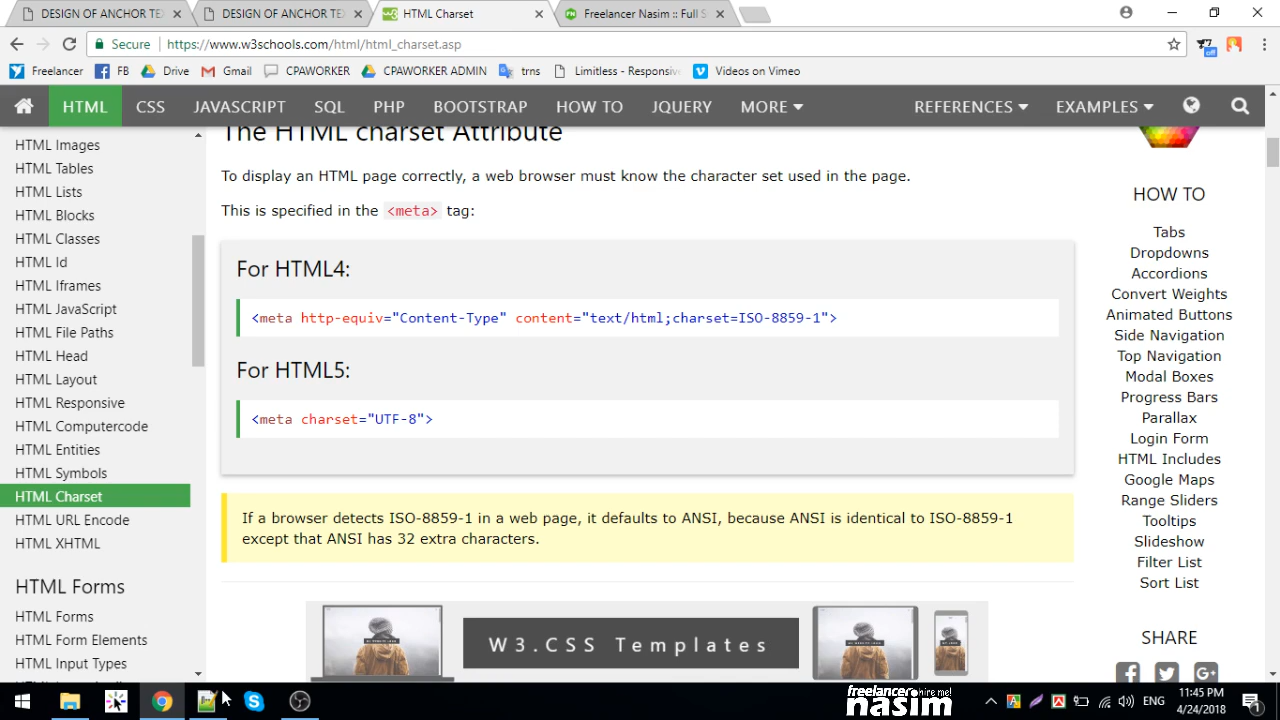 DESIGN OF ANCHOR TEX
DESIGN OF ANCHOR TEX
HTML Charset
Freelancer Nasim :: Full S
Secure
https://www.w3schools.com/html/html_charset.asp
Freelancer
FB
Drive
Gmail
CPAWORKER
CPAWORKER ADMIN
trns
Limitless - Responsive
Videos on Vimeo
HTML
CSS
JAVASCRIPT
SQL
PHP
BOOTSTRAP
HOW TO
JQUERY
MORE
REFERENCES
EXAMPLES
HTML Images
HTML Tables
HTML Lists
HTML Blocks
HTML Classes
HTML Id
HTML Iframes
HTML JavaScript
HTML File Paths
HTML Head
HTML Layout
HTML Responsive
HTML Computercode
HTML Entities
HTML Symbols
HTML Charset
HTML URL Encode
HTML XHTML
HTML Forms
HTML Forms
HTML Form Elements
HTML Input Types
The HTML charset Attribute
To display an HTML page correctly, a web browser must know the character set used in the page.
This is specified in the <meta> tag:
For HTML4:
<meta http-equiv="Content-Type" content="text/html;charset=ISO-8859-1">
For HTML5:
<meta charset="UTF-8">
If a browser detects ISO-8859-1 in a web page, it defaults to ANSI, because ANSI is identical to ISO-8859-1
except that ANSI has 32 extra characters.
W3.CSS Templates
HOW TO
Tabs
Dropdowns
Accordions
Convert Weights
Animated Buttons
Side Navigation
Top Navigation
Modal Boxes
Progress Bars
Parallax
Login Form
HTML Includes
Google Maps
Range Sliders
Tooltips
Slideshow
Filter List
Sort List
SHARE
freelancer hire me!
nasim
ENG
11:45 PM
4/24/2018
1